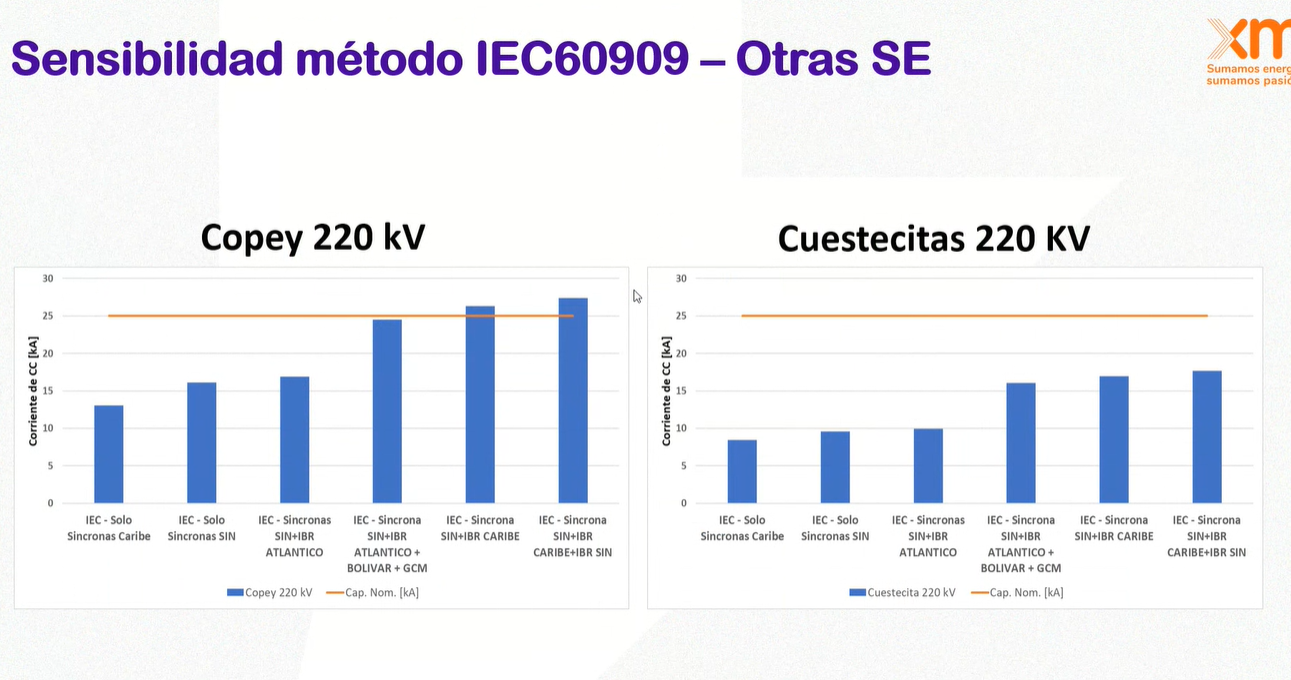 Sensibilidad método IEC60909 – Otras SE
xm
Sumamos energ
sumamos pasió
Copey 220 kV
30
25
20
15
10
5
0
Corriente de CC [kA]
IEC - Solo
Sincronas Caribe
IEC - Solo
Sincronas SIN
IEC - Sincronas
SIN+IBR
ATLANTICO
IEC - Sincrona
SIN+IBR
ATLANTICO +
BOLIVAR + GCM
IEC - Sincrona
SIN+IBR CARIBE
IEC - Sincrona
SIN+IBR
CARIBE+IBR SIN
Copey 220 kV
Cap. Nom. [kA]
Cuestecitas 220 KV
30
25
20
15
10
5
0
Corriente de CC [kA]
IEC - Solo
Sincronas Caribe
IEC - Solo
Sincronas SIN
IEC - Sincronas
SIN+IBR
ATLANTICO
IEC - Sincrona
SIN+IBR
ATLANTICO +
BOLIVAR + GCM
IEC - Sincrona
SIN+IBR CARIBE
IEC - Sincrona
SIN+IBR
CARIBE+IBR SIN
Cuestecita 220 kV
Cap. Nom. [kA]